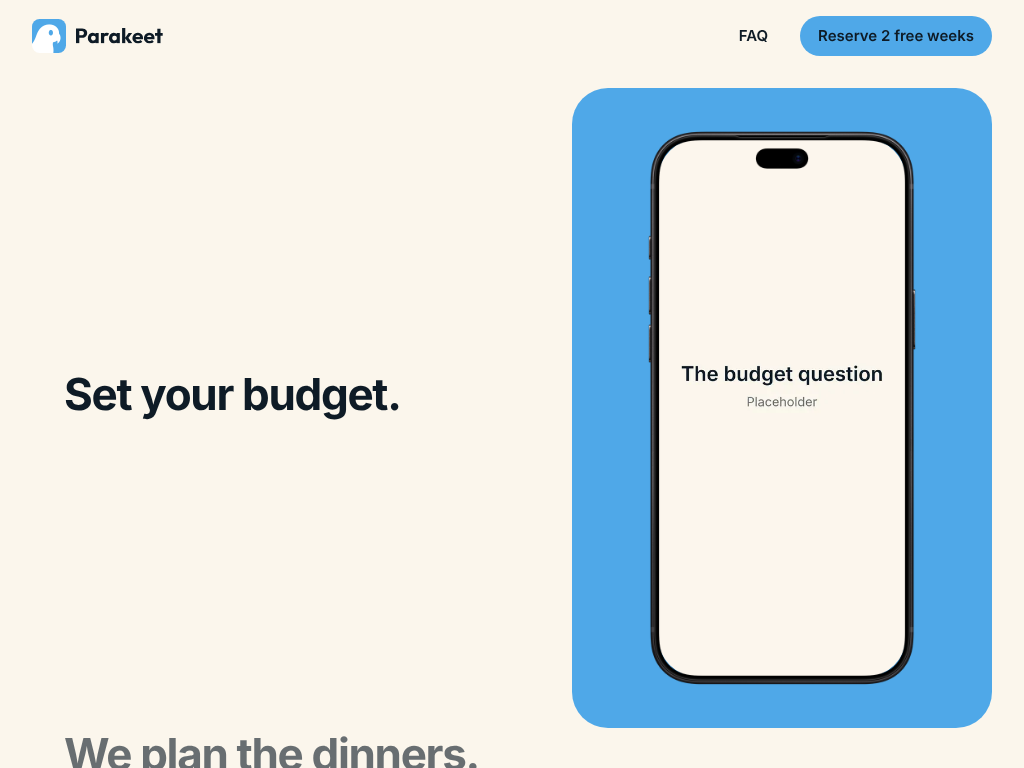 Parakeet
FAQ
Reserve 2 free weeks
The budget question
Placeholder
Set your budget.
We plan the dinners.